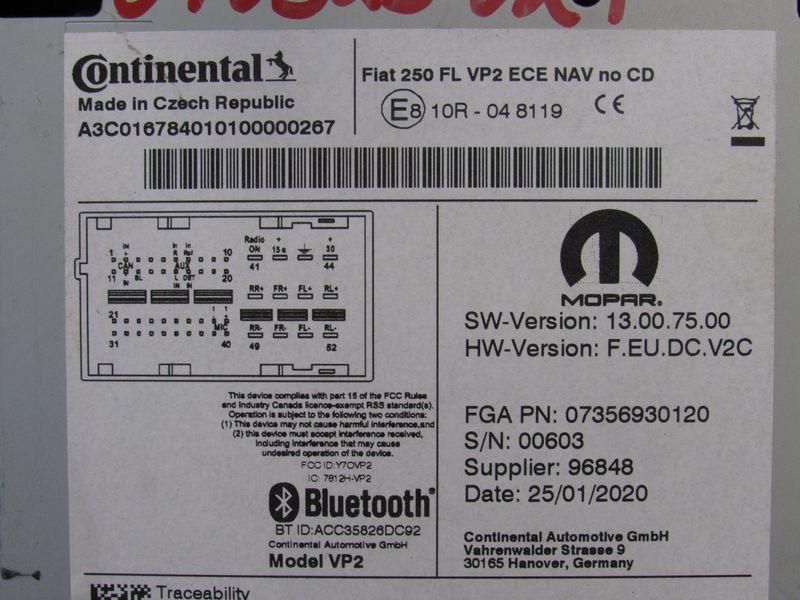 Continental
Made in Czech Republic
A3C016784010100000267
Fiat 250 FL VP2 ECE NAV no CD
E8 10R - 04 8119 CE
Radio ON + 15a + 30
41 44
1 10
CAN AUX
11 20
RR+ FR+ FL+ RL+
21
MIC
RR- FR- FL- RL-
31 40 49 52
MOPAR.
SW-Version: 13.00.75.00
HW-Version: F.EU.DC.V2C
FGA PN: 07356930120
S/N: 00603
Supplier: 96848
Date: 25/01/2020
Continental Automotive GmbH
Vahrenwalder Strasse 9
30165 Hanover, Germany
This device complies with part 15 of the FCC Rules
and Industry Canada licence-exempt RSS standard(s).
Operation is subject to the following two conditions:
(1) This device may not cause harmful interference,and
(2) this device must accept interference received,
including interference that may cause
undesired operation of the device.
FCC ID:Y7OVP2
IC: 7812H-VP2
Bluetooth
BT ID:ACC35826DC92
Continental Automotive GmbH
Model VP2
Traceability